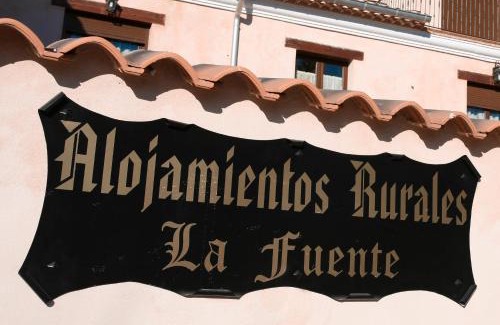 Alojamientos Rurales
La Fuente